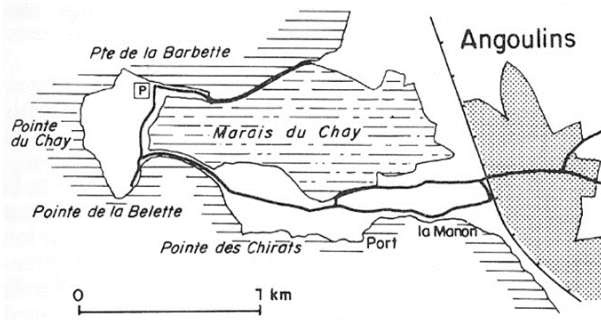 Angoulins
Pte de la Barbette
P
Pointe
du Chay
Marais du Chay
Pointe de la Belette
la Manon
Port
Pointe des Chirats
0
1 km